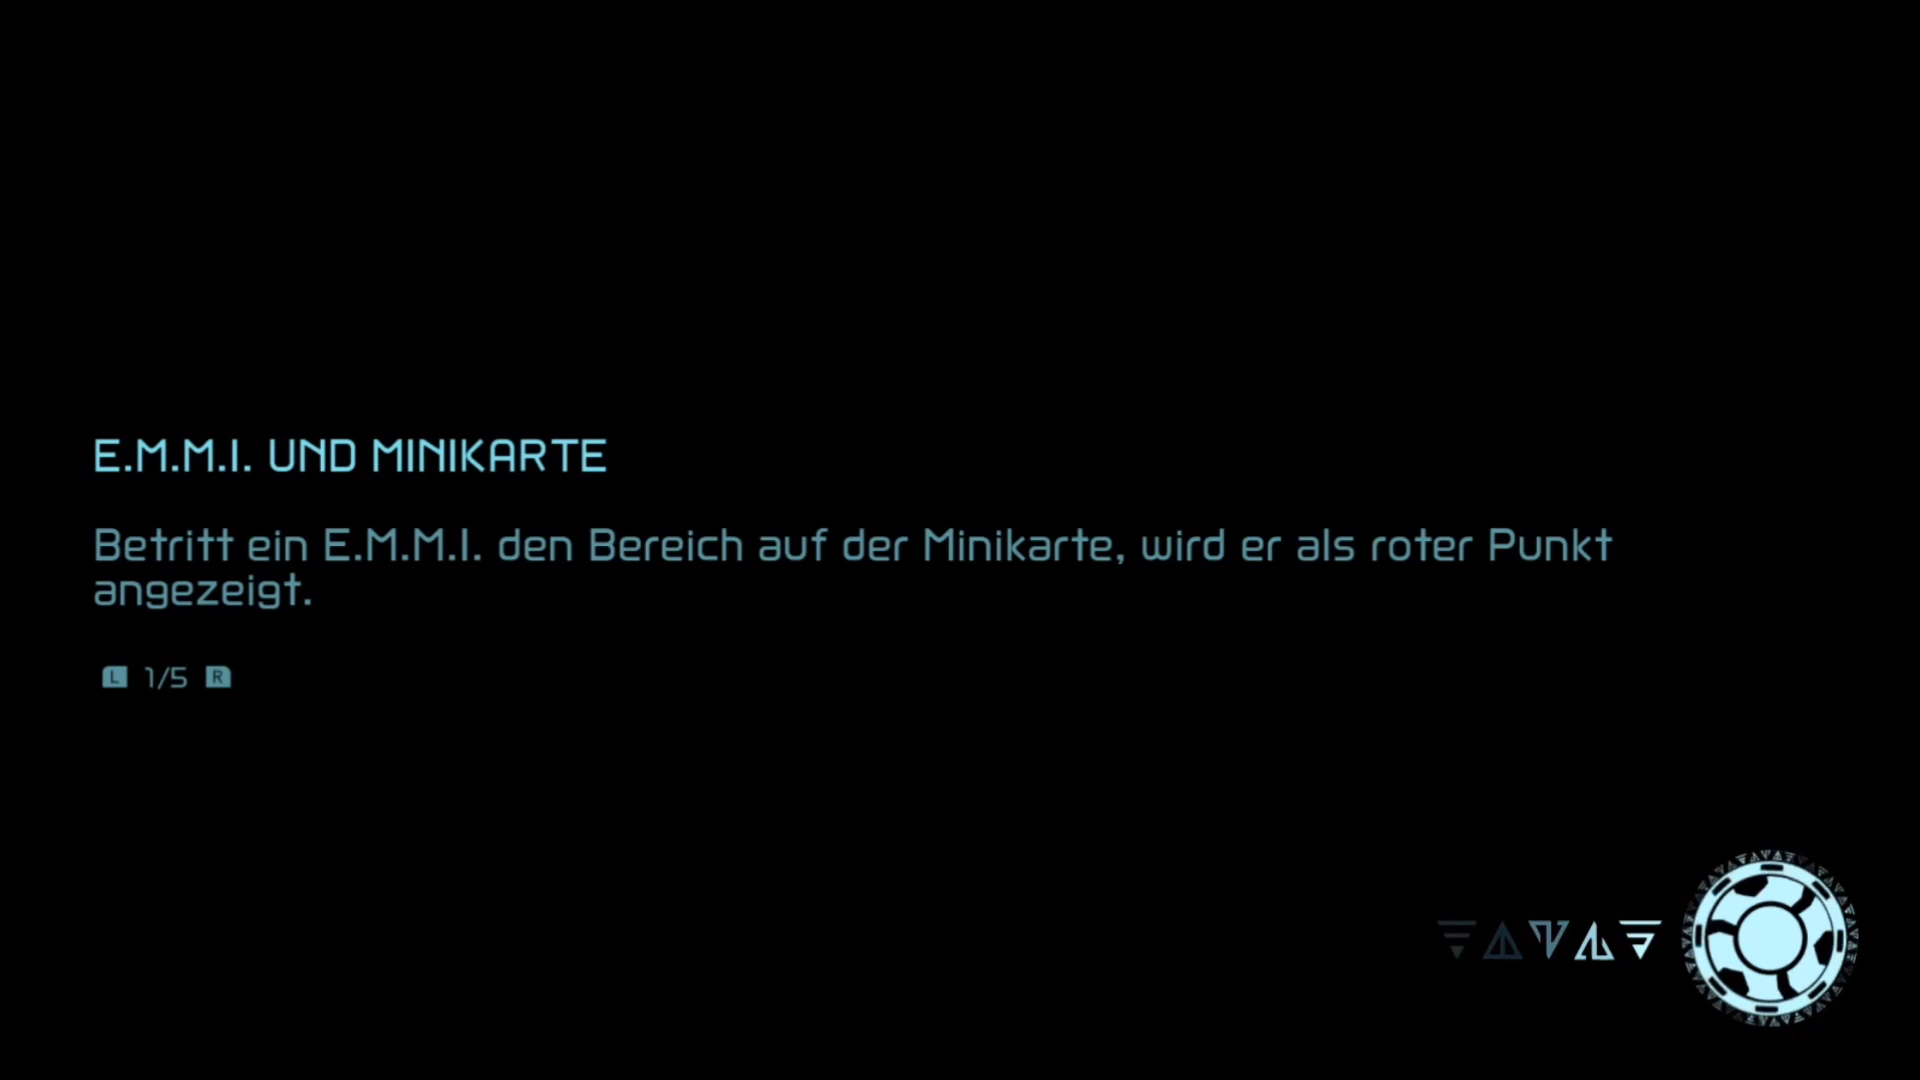 E.M.M.I. UND MINIKARTE
Betritt ein E.M.M.I. den Bereich auf der Minikarte, wird er als roter Punkt
angezeigt.
L 1/5 R